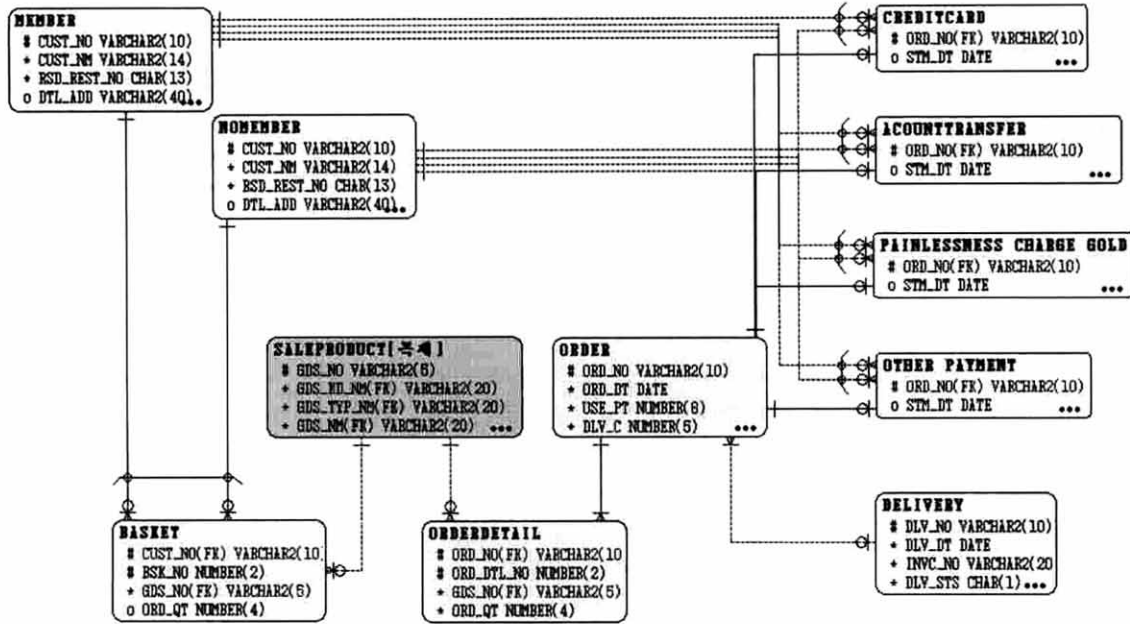 MEMBER
# CUST_NO VARCHAR2(10)
* CUST_NM VARCHAR2(14)
* RSD_REST_NO CHAR(13)
o DTL_ADD VARCHAR2(40)...
NOMEMBER
# CUST_NO VARCHAR2(10)
* CUST_NM VARCHAR2(14)
* RSD_REST_NO CHAR(13)
o DTL_ADD VARCHAR2(40)...
CREDITCARD
# ORD_NO(FK) VARCHAR2(10)
o STM_DT DATE ...
ACOUNTTRANSFER
# ORD_NO(FK) VARCHAR2(10)
o STM_DT DATE ...
PAINLESSNESS CHARGE GOLD
# ORD_NO(FK) VARCHAR2(10)
o STM_DT DATE ...
OTHER PAYMENT
# ORD_NO(FK) VARCHAR2(10)
o STM_DT DATE ...
SALEPRODUCT[복제]
# GDS_NO VARCHAR2(5)
* GDS_KD_NM(FK) VARCHAR2(20)
* GDS_TYP_NM(FK) VARCHAR2(20)
* GDS_NM(FK) VARCHAR2(20) ...
ORDER
# ORD_NO VARCHAR2(10)
* ORD_DT DATE
* USE_PT NUMBER(8)
* DLV_C NUMBER(5) ...
BASKET
# CUST_NO(FK) VARCHAR2(10
# BSK_NO NUMBER(2)
* GDS_NO(FK) VARCHAR2(5)
o ORD_QT NUMBER(4)
ORDERDETAIL
# ORD_NO(FK) VARCHAR2(10
# ORD_DTL_NO NUMBER(2)
* GDS_NO(FK) VARCHAR2(5)
* ORD_QT NUMBER(4)
DELIVERY
# DLV_NO VARCHAR2(10)
* DLV_DT DATE
* INVC_NO VARCHAR2(20
* DLV_STS CHAR(1)...